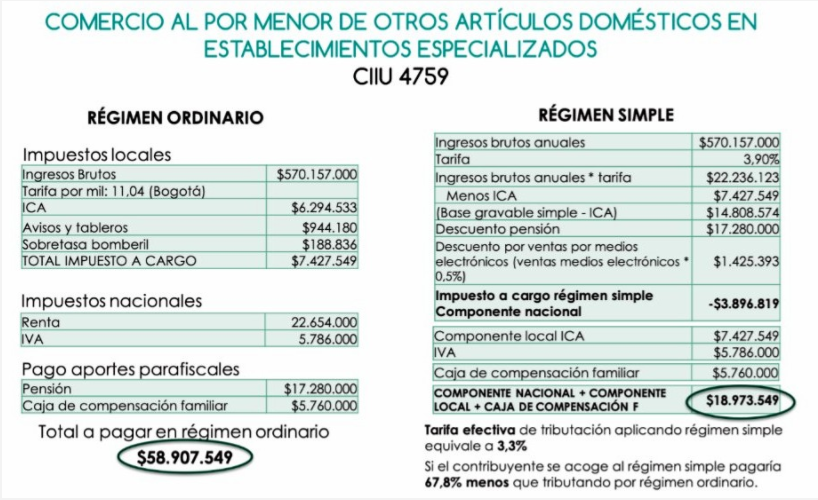 COMERCIO AL POR MENOR DE OTROS ARTÍCULOS DOMÉSTICOS EN
ESTABLECIMIENTOS ESPECIALIZADOS
CIIU 4759
RÉGIMEN ORDINARIO
Impuestos locales
Ingresos Brutos $570.157.000
Tarifa por mil: 11,04 (Bogotá)
ICA $6.294.533
Avisos y tableros $944.180
Sobretasa bomberil $188.836
TOTAL IMPUESTO A CARGO $7.427.549
Impuestos nacionales
Renta 22.654.000
IVA 5.786.000
Pago aportes parafiscales
Pensión $17.280.000
Caja de compensación familiar $5.760.000
Total a pagar en régimen ordinario
$58.907.549
RÉGIMEN SIMPLE
Ingresos brutos anuales $570.157.000
Tarifa 3,90%
Ingresos brutos anuales * tarifa $22.236.123
Menos ICA $7.427.549
(Base gravable simple - ICA) $14.808.574
Descuento pensión $17.280.000
Descuento por ventas por medios
electrónicos (ventas medios electrónicos * $1.425.393
0,5%)
Impuesto a cargo régimen simple
Componente nacional -$3.896.819
Componente local ICA $7.427.549
IVA $5.786.000
Caja de compensación familiar $5.760.000
COMPONENTE NACIONAL + COMPONENTE
LOCAL + CAJA DE COMPENSACIÓN F $18.973.549
Tarifa efectiva de tributación aplicando régimen simple
equivale a 3,3%
Si el contribuyente se acoge al régimen simple pagaría
67,8% menos que tributando por régimen ordinario.